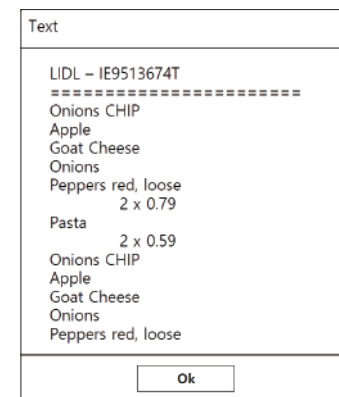 Text
LIDL – IE9513674T
=======================
Onions CHIP
Apple
Goat Cheese
Onions
Peppers red, loose
2 x 0.79
Pasta
2 x 0.59
Onions CHIP
Apple
Goat Cheese
Onions
Peppers red, loose
Ok